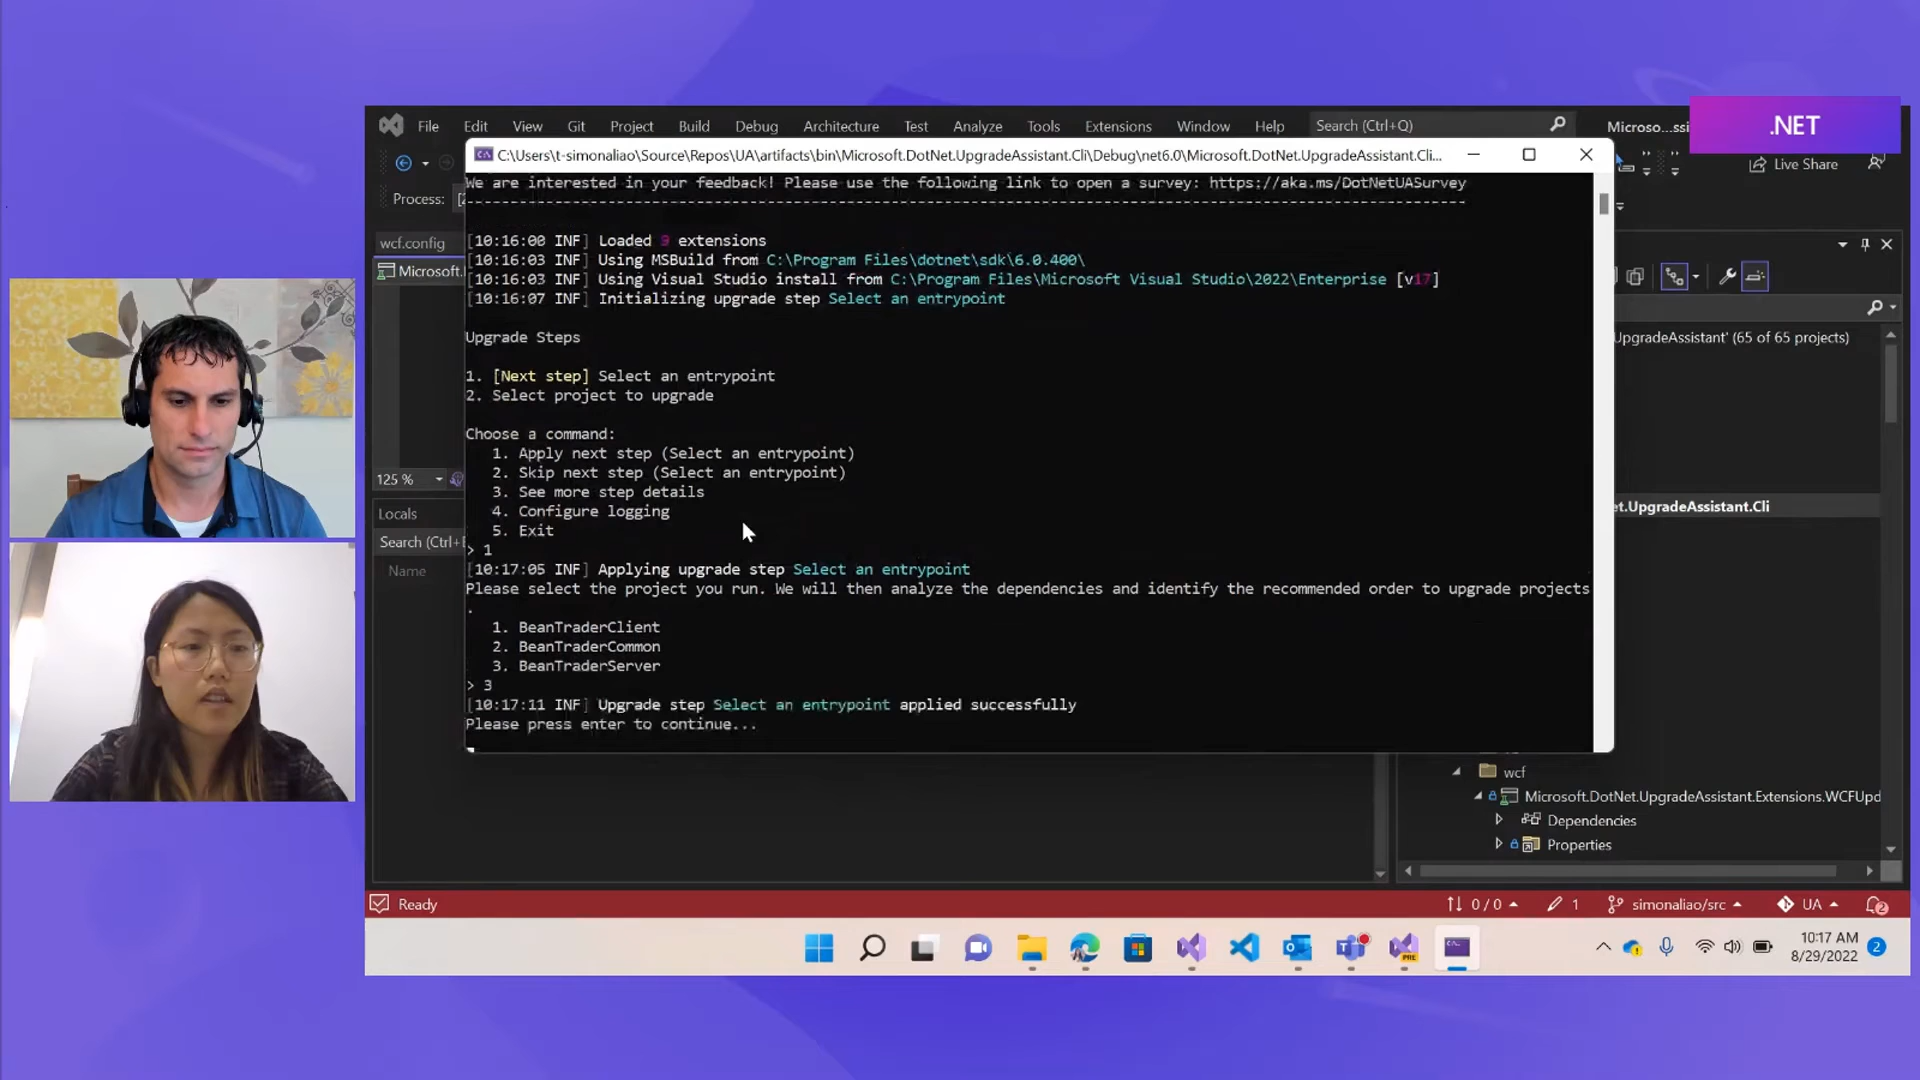 .NET
File Edit View Git Project Build Debug Architecture Test Analyze Tools Extensions Window Help Search (Ctrl+Q) Microso...ssi
Live Share
Process:
C:\Users\t-simonaliao\Source\Repos\UA\artifacts\bin\Microsoft.DotNet.UpgradeAssistant.Cli\Debug\net6.0\Microsoft.DotNet.UpgradeAssistant.Cli...
We are interested in your feedback! Please use the following link to open a survey: https://aka.ms/DotNetUASurvey
-----------------------------------------------------------------------------------------------------------------
[10:16:00 INF] Loaded 9 extensions
[10:16:03 INF] Using MSBuild from C:\Program Files\dotnet\sdk\6.0.400\
[10:16:03 INF] Using Visual Studio install from C:\Program Files\Microsoft Visual Studio\2022\Enterprise [v17]
[10:16:07 INF] Initializing upgrade step Select an entrypoint
Upgrade Steps
1. [Next step] Select an entrypoint
2. Select project to upgrade
Choose a command:
1. Apply next step (Select an entrypoint)
2. Skip next step (Select an entrypoint)
3. See more step details
4. Configure logging
5. Exit
> 1
[10:17:05 INF] Applying upgrade step Select an entrypoint
Please select the project you run. We will then analyze the dependencies and identify the recommended order to upgrade projects
.
1. BeanTraderClient
2. BeanTraderCommon
3. BeanTraderServer
> 3
[10:17:11 INF] Upgrade step Select an entrypoint applied successfully
Please press enter to continue...
wcf.config
Microsoft.
125 %
Locals
Search (Ctrl+
Name
UpgradeAssistant' (65 of 65 projects)
t.UpgradeAssistant.Cli
wcf
Microsoft.DotNet.UpgradeAssistant.Extensions.WCFUpd
Dependencies
Properties
Ready
0 / 0
1
simonaliao/src
UA
2
PRE
10:17 AM
8/29/2022
2